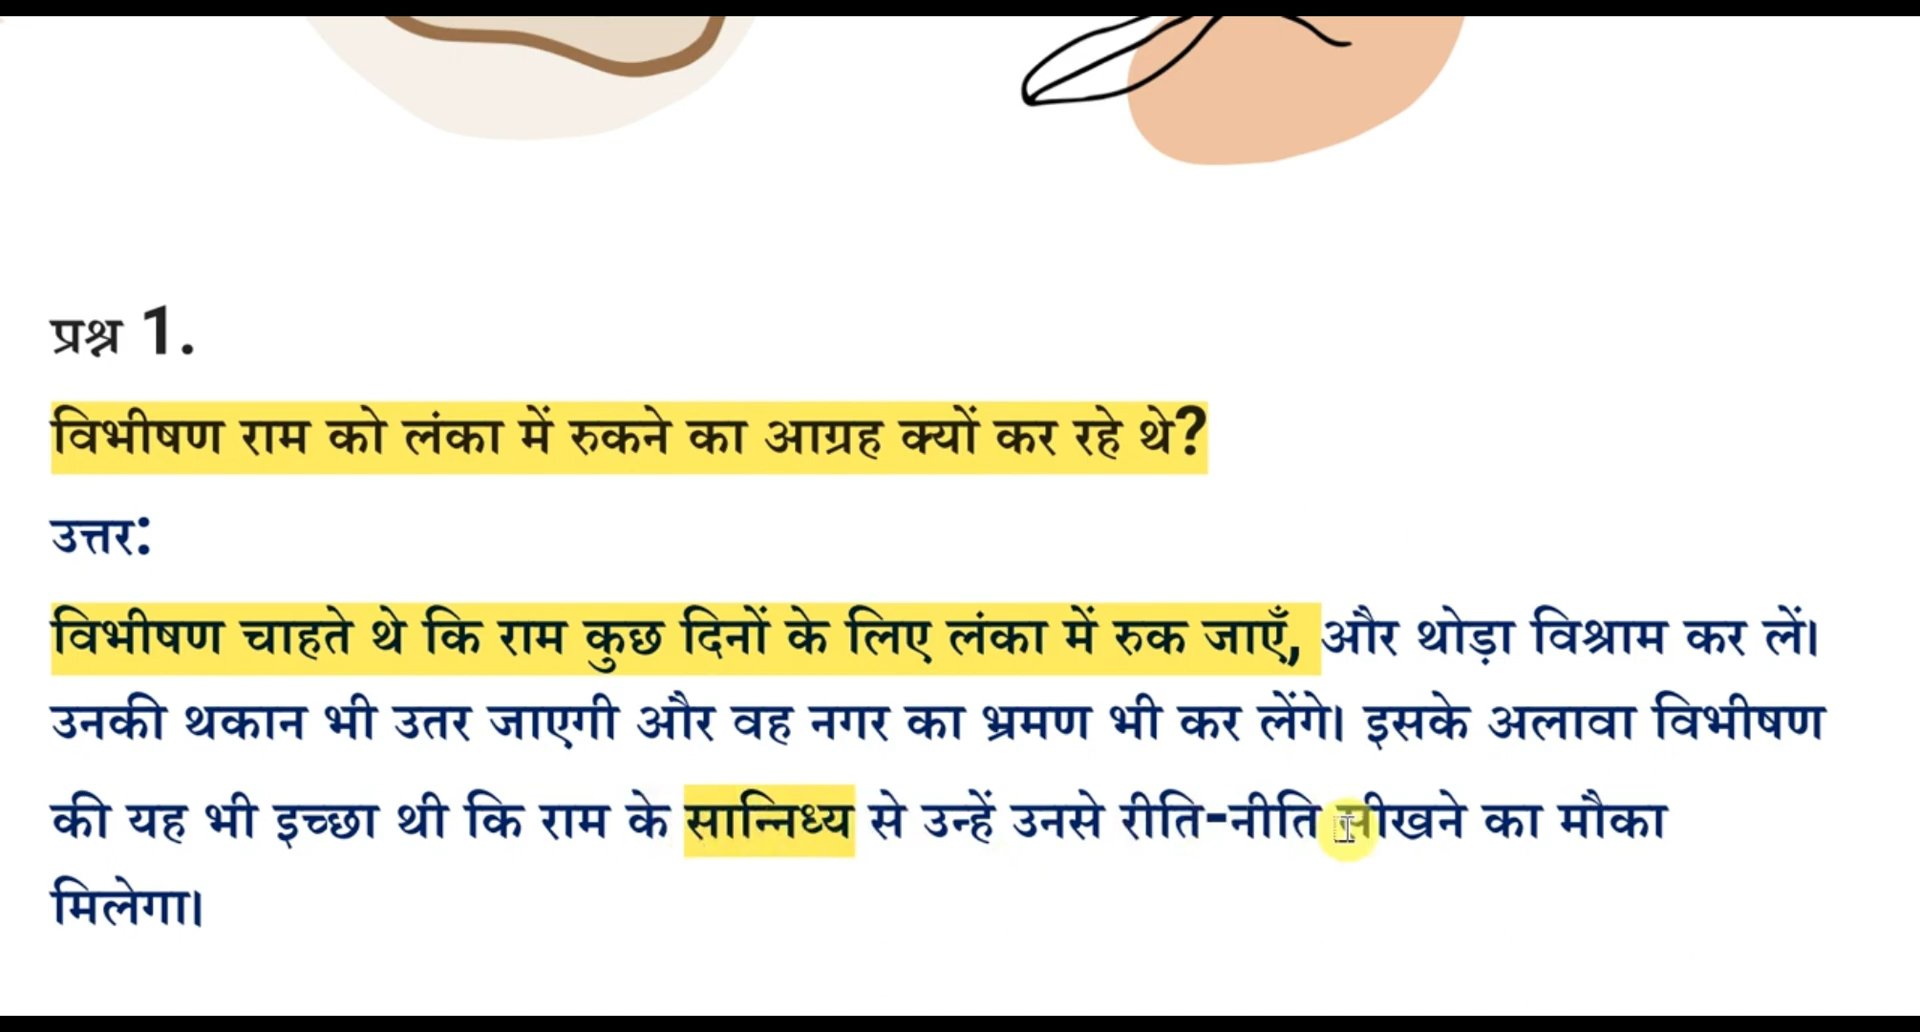 प्रश्न 1.
विभीषण राम को लंका में रुकने का आग्रह क्यों कर रहे थे?
उत्तर:
विभीषण चाहते थे कि राम कुछ दिनों के लिए लंका में रुक जाएँ, और थोड़ा विश्राम कर लें।
उनकी थकान भी उतर जाएगी और वह नगर का भ्रमण भी कर लेंगे। इसके अलावा विभीषण
की यह भी इच्छा थी कि राम के सान्निध्य से उन्हें उनसे रीति-नीति सीखने का मौका
मिलेगा।